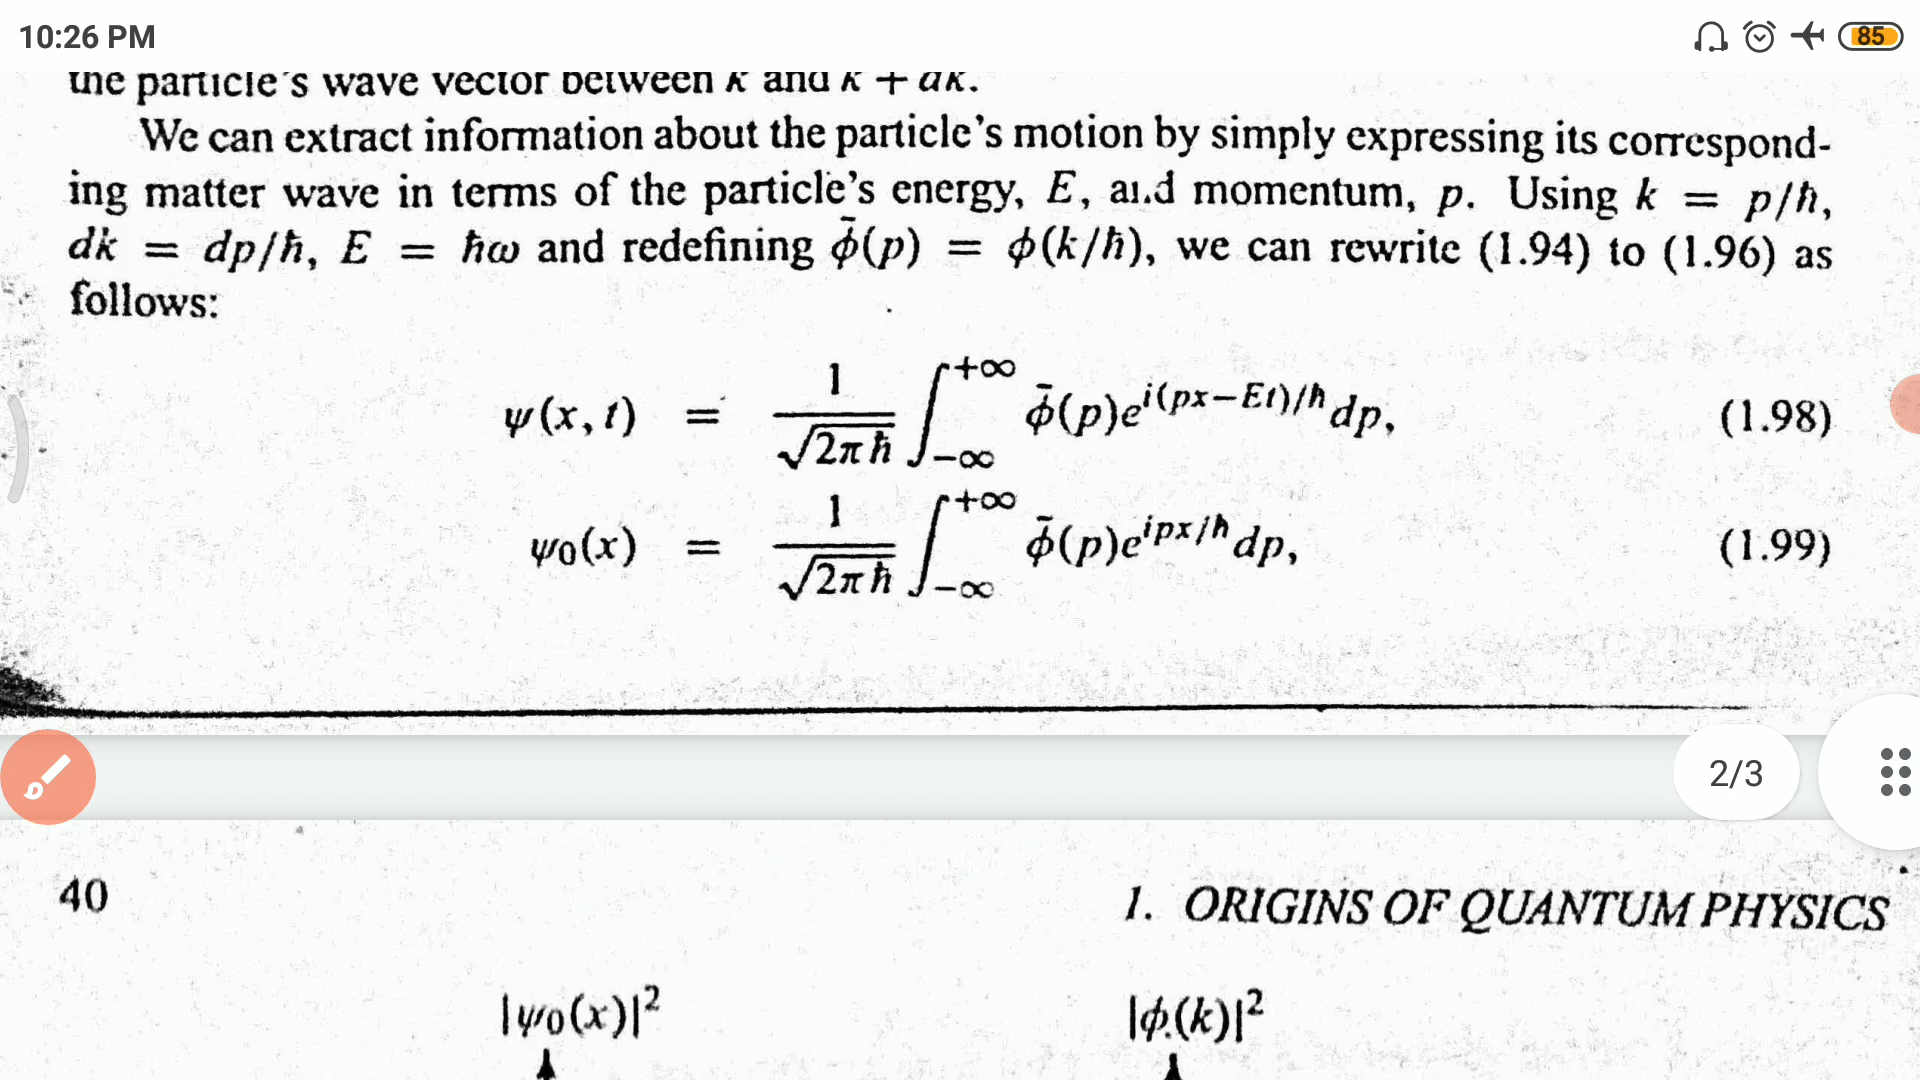 10:26 PM
85
the particle's wave vector between k and k + dk.
We can extract information about the particle's motion by simply expressing its correspond-
ing matter wave in terms of the particle's energy, E, and momentum, p. Using k = p/ħ,
dk = dp/ħ, E = ħω and redefining φ̄(p) = φ(k/ħ), we can rewrite (1.94) to (1.96) as
follows:
ψ(x, t) = 1/√2πħ ∫_{-∞}^{+∞} φ̄(p)e^{i(px−Et)/ħ} dp, (1.98)
ψ₀(x) = 1/√2πħ ∫_{-∞}^{+∞} φ̄(p)e^{ipx/ħ} dp, (1.99)
2/3
40 1. ORIGINS OF QUANTUM PHYSICS
|ψ₀(x)|² |φ(k)|²